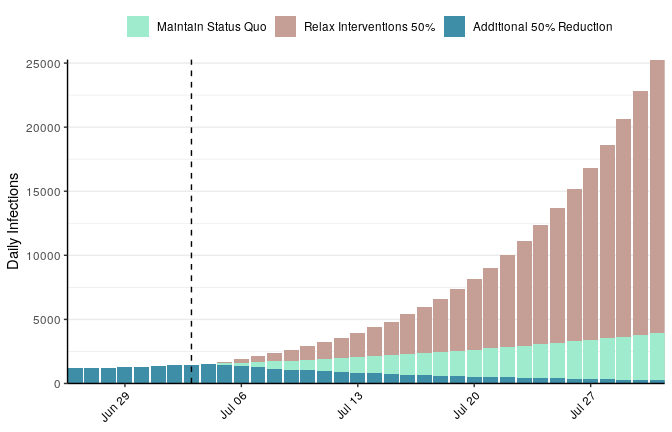 Maintain Status Quo Relax Interventions 50% Additional 50% Reduction
25000
20000
15000
10000
5000
0
Daily Infections
Jun 29 Jul 06 Jul 13 Jul 20 Jul 27